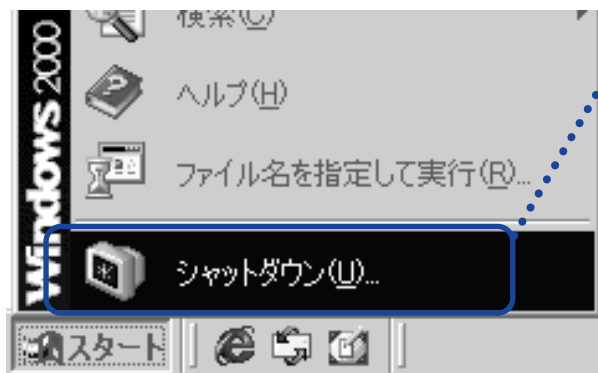 検索(C)
ヘルプ(H)
ファイル名を指定して実行(R)...
シャットダウン(U)...
Windows 2000
スタート